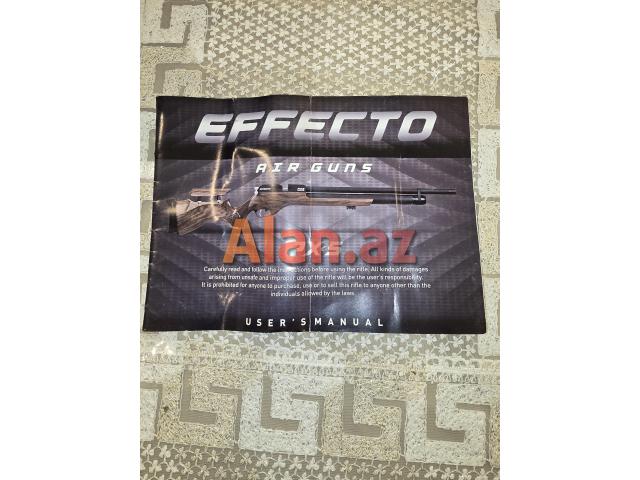 EFFECTO
AIR GUNS
Alan.az
Carefully read and follow the instructions before using the rifle. All kinds of damages
arising from unsafe and improper use of the rifle will be the user's responsibility.
It is prohibited for anyone to purchase, use or to sell this rifle to anyone other than the
individuals allowed by the laws.
USER'S MANUAL